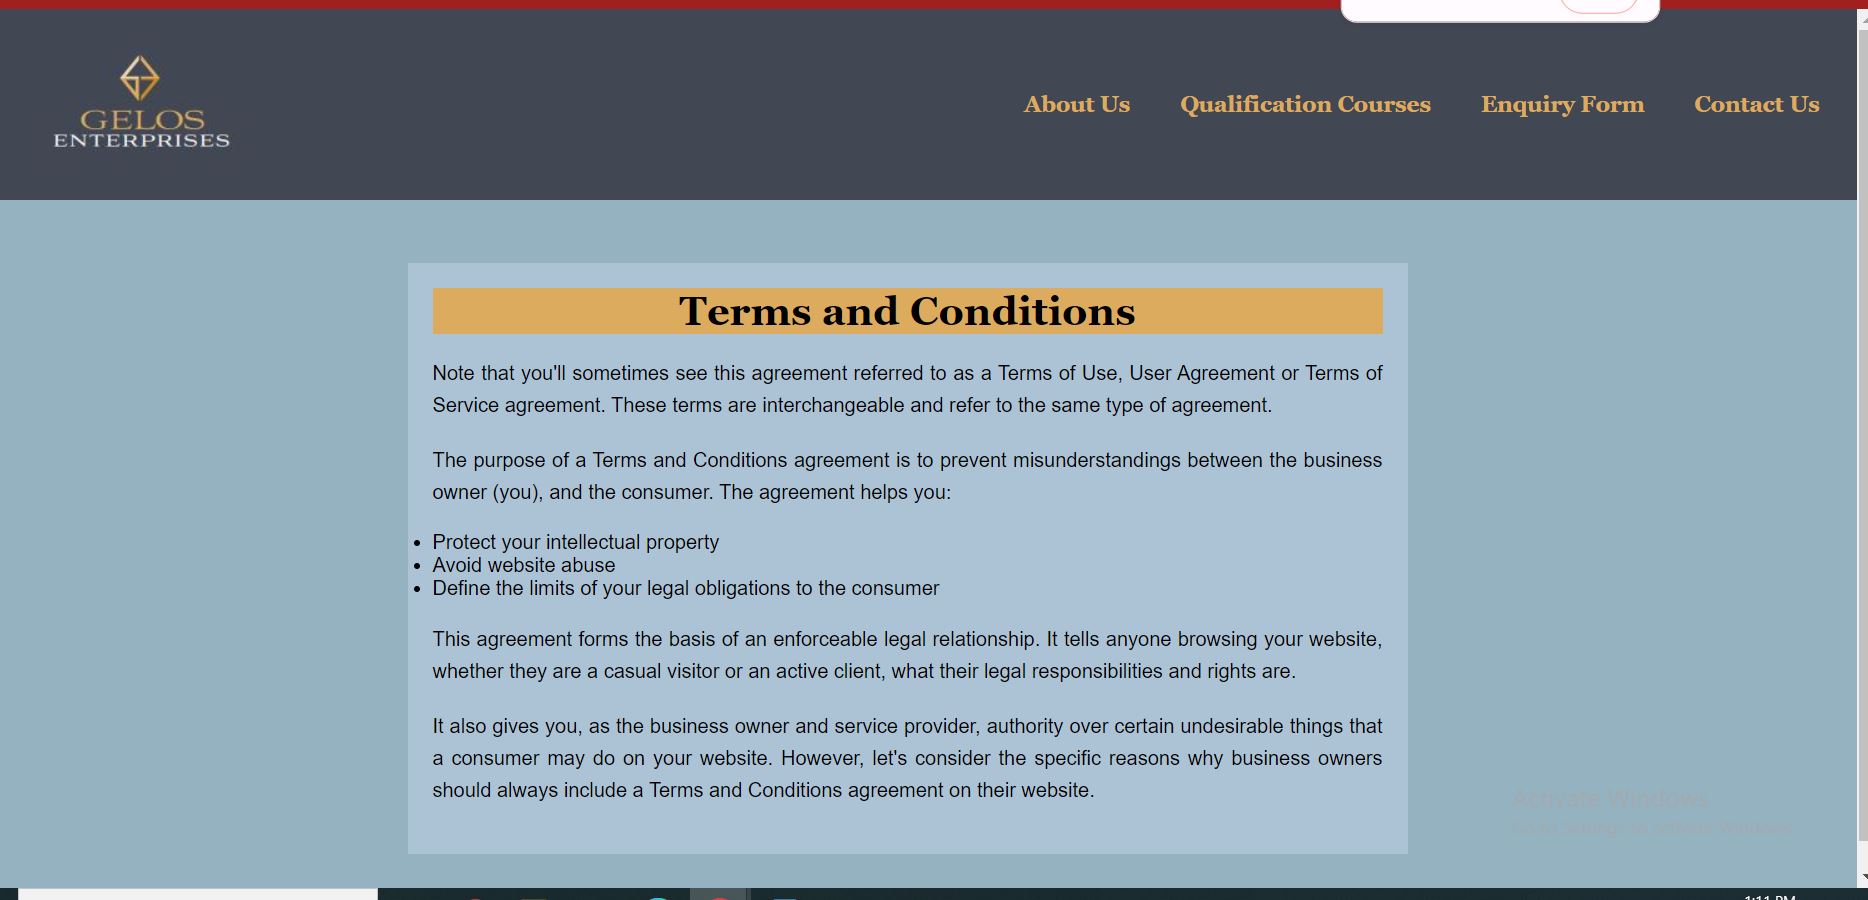 GELOS
ENTERPRISES
About Us
Qualification Courses
Enquiry Form
Contact Us
Terms and Conditions
Note that you'll sometimes see this agreement referred to as a Terms of Use, User Agreement or Terms of
Service agreement. These terms are interchangeable and refer to the same type of agreement.
The purpose of a Terms and Conditions agreement is to prevent misunderstandings between the business
owner (you), and the consumer. The agreement helps you:
Protect your intellectual property
Avoid website abuse
Define the limits of your legal obligations to the consumer
This agreement forms the basis of an enforceable legal relationship. It tells anyone browsing your website,
whether they are a casual visitor or an active client, what their legal responsibilities and rights are.
It also gives you, as the business owner and service provider, authority over certain undesirable things that
a consumer may do on your website. However, let's consider the specific reasons why business owners
should always include a Terms and Conditions agreement on their website.
Activate Windows
Go to Settings to activate Windows.